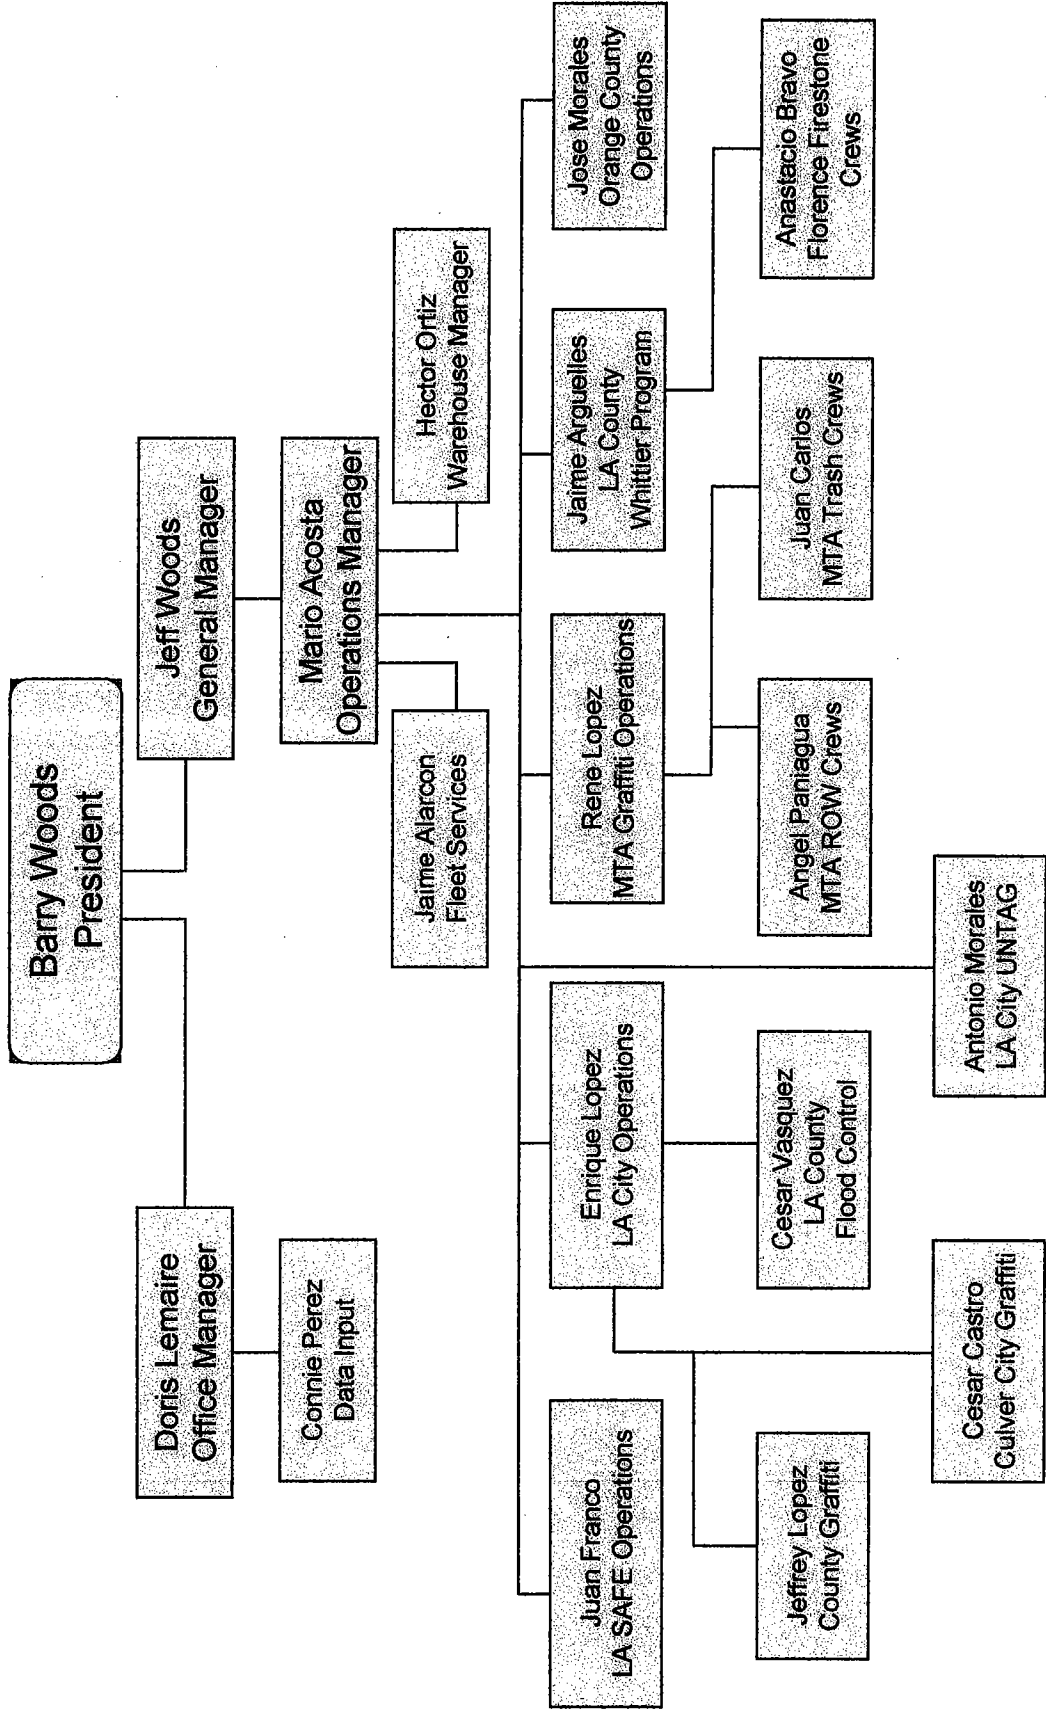 Barry Woods
President
Doris Lemaire
Office Manager
Jeff Woods
General Manager
Connie Perez
Data Input
Mario Acosta
Operations Manager
Jaime Alarcon
Fleet Services
Hector Ortiz
Warehouse Manager
Juan Franco
LA SAFE Operations
Enrique Lopez
LA City Operations
Rene Lopez
MTA Graffiti Operations
Jaime Arguelles
LA County
Whittier Program
Jose Morales
Orange County
Operations
Jeffrey Lopez
County Graffiti
Cesar Vasquez
LA County
Flood Control
Angel Paniagua
MTA ROW Crews
Juan Carlos
MTA Trash Crews
Anastacio Bravo
Florence Firestone
Crews
Cesar Castro
Culver City Graffiti
Antonio Morales
LA City UNTAG